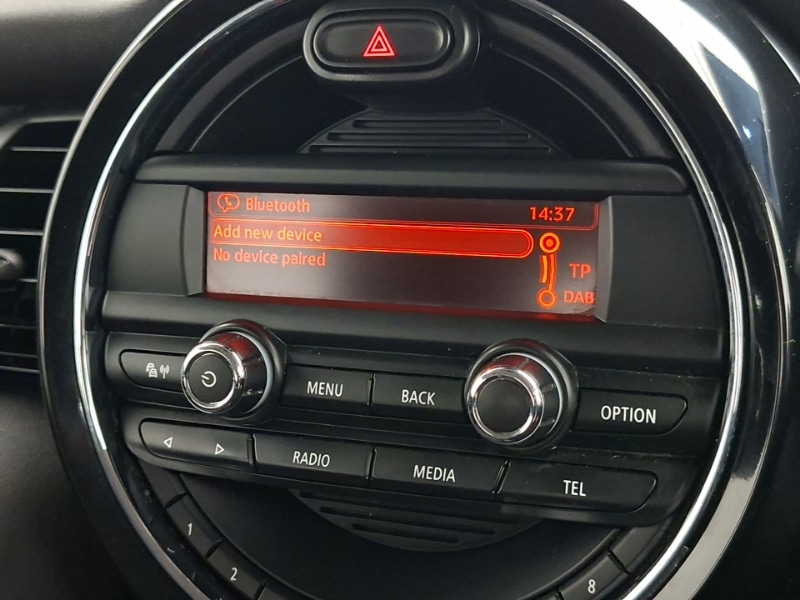 Bluetooth 14:37
Add new device
No device paired
TP
DAB
MENU BACK OPTION
RADIO MEDIA TEL
1
2
8